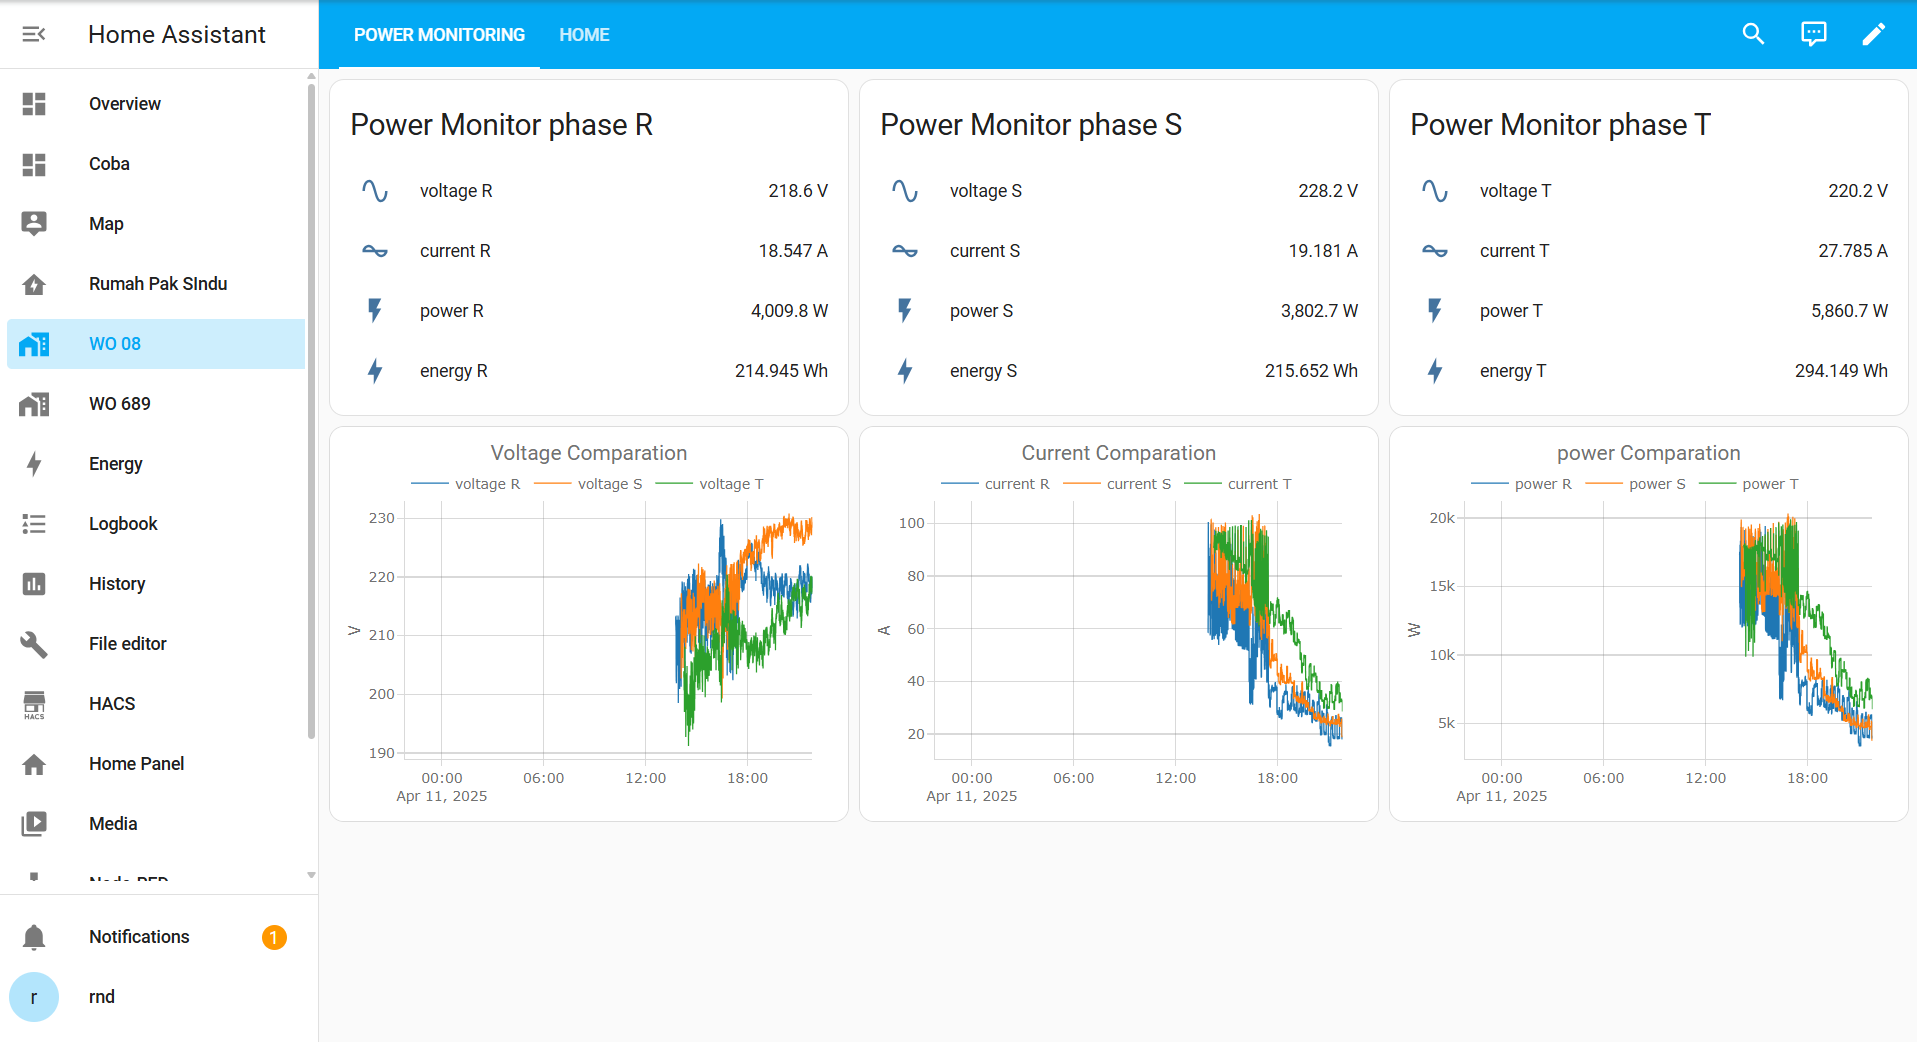 Home Assistant
POWER MONITORING HOME
Overview
Coba
Map
Rumah Pak SIndu
WO 08
WO 689
Energy
Logbook
History
File editor
HACS
HACS
Home Panel
Media
Node-RED
Notifications 1
r rnd
Power Monitor phase R
voltage R 218.6 V
current R 18.547 A
power R 4,009.8 W
energy R 214.945 Wh
Power Monitor phase S
voltage S 228.2 V
current S 19.181 A
power S 3,802.7 W
energy S 215.652 Wh
Power Monitor phase T
voltage T 220.2 V
current T 27.785 A
power T 5,860.7 W
energy T 294.149 Wh
Voltage Comparation
voltage R voltage S voltage T
230
220
210
200
190
V
00:00 06:00 12:00 18:00
Apr 11, 2025
Current Comparation
current R current S current T
100
80
60
40
20
A
00:00 06:00 12:00 18:00
Apr 11, 2025
power Comparation
power R power S power T
20k
15k
10k
5k
W
00:00 06:00 12:00 18:00
Apr 11, 2025